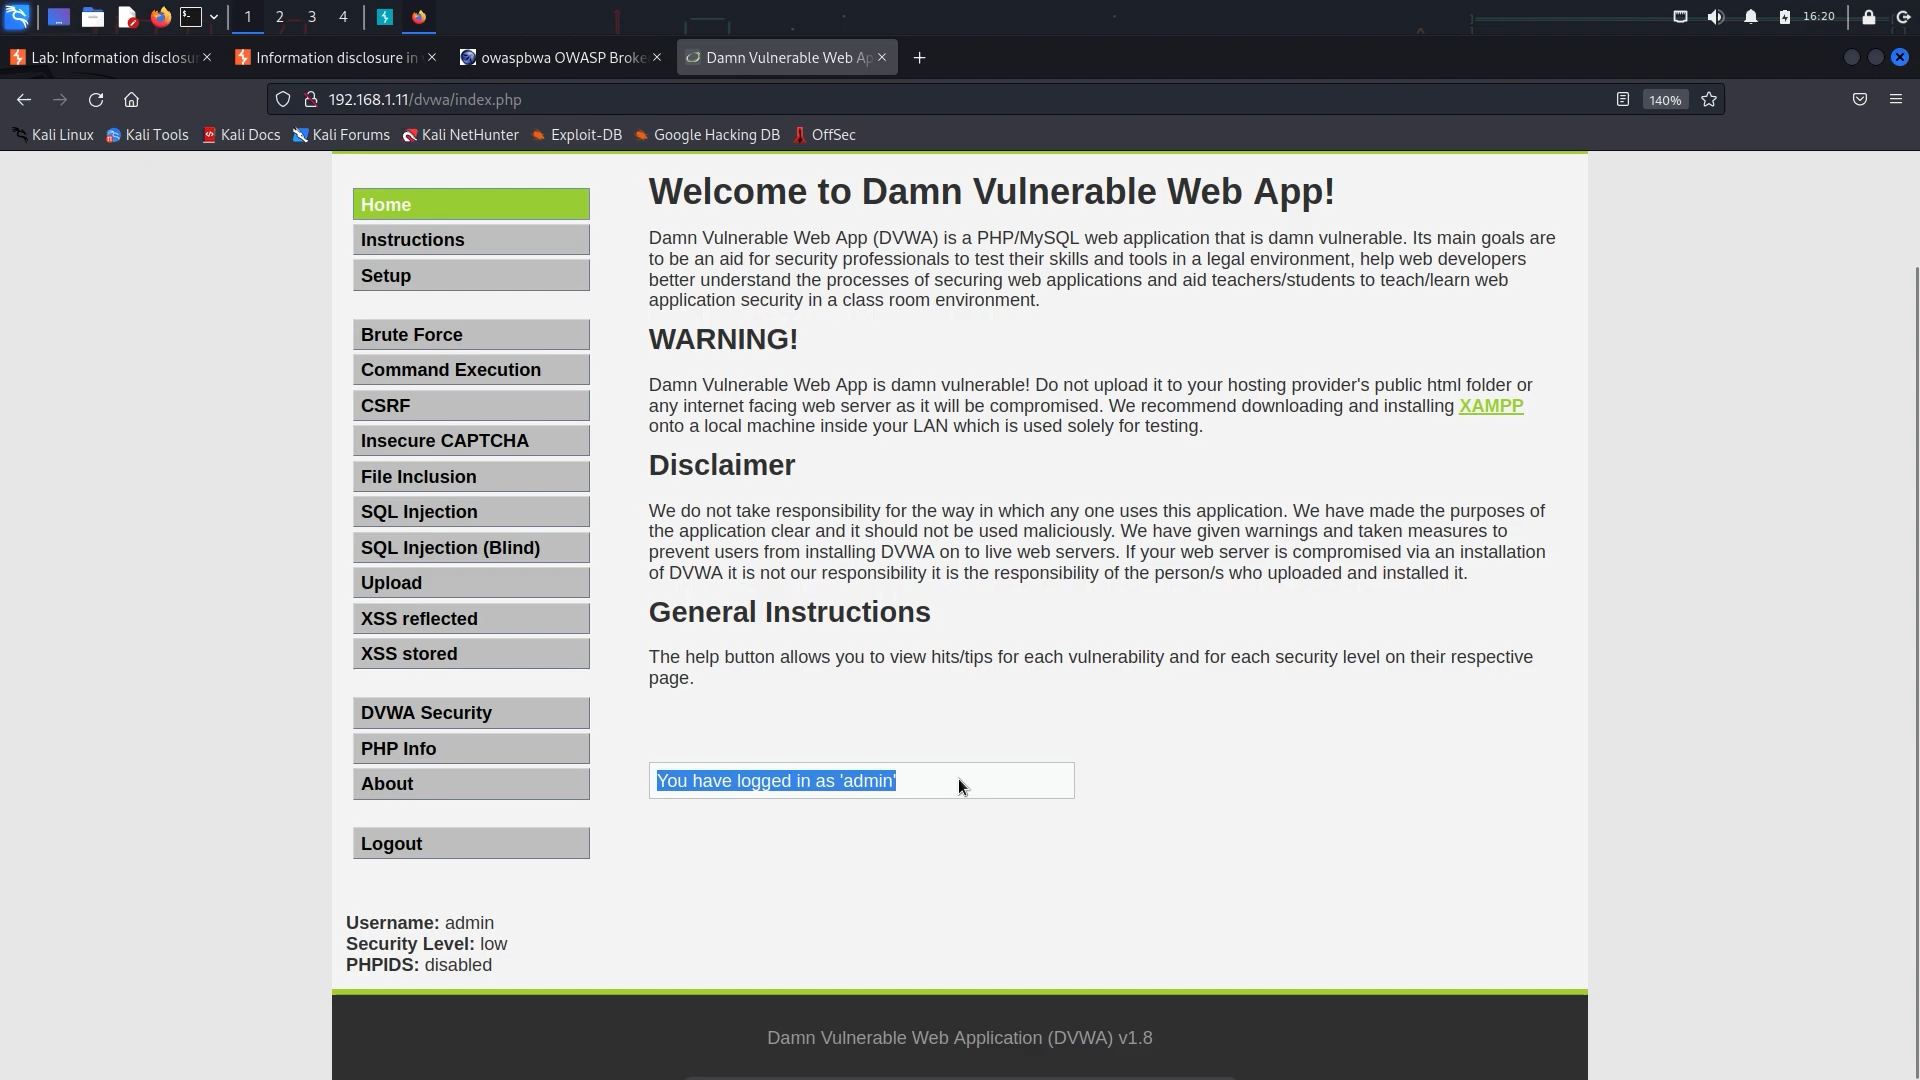 1 2 3 4 16:20
Lab: Information disclosur Information disclosure in owaspbwa OWASP Broke Damn Vulnerable Web Ap
192.168.1.11/dvwa/index.php 140%
Kali Linux Kali Tools Kali Docs Kali Forums Kali NetHunter Exploit-DB Google Hacking DB OffSec
Home
Instructions
Setup
Brute Force
Command Execution
CSRF
Insecure CAPTCHA
File Inclusion
SQL Injection
SQL Injection (Blind)
Upload
XSS reflected
XSS stored
DVWA Security
PHP Info
About
Logout
Username: admin
Security Level: low
PHPIDS: disabled
Welcome to Damn Vulnerable Web App!
Damn Vulnerable Web App (DVWA) is a PHP/MySQL web application that is damn vulnerable. Its main goals are
to be an aid for security professionals to test their skills and tools in a legal environment, help web developers
better understand the processes of securing web applications and aid teachers/students to teach/learn web
application security in a class room environment.
WARNING!
Damn Vulnerable Web App is damn vulnerable! Do not upload it to your hosting provider's public html folder or
any internet facing web server as it will be compromised. We recommend downloading and installing XAMPP
onto a local machine inside your LAN which is used solely for testing.
Disclaimer
We do not take responsibility for the way in which any one uses this application. We have made the purposes of
the application clear and it should not be used maliciously. We have given warnings and taken measures to
prevent users from installing DVWA on to live web servers. If your web server is compromised via an installation
of DVWA it is not our responsibility it is the responsibility of the person/s who uploaded and installed it.
General Instructions
The help button allows you to view hits/tips for each vulnerability and for each security level on their respective
page.
You have logged in as 'admin'
Damn Vulnerable Web Application (DVWA) v1.8